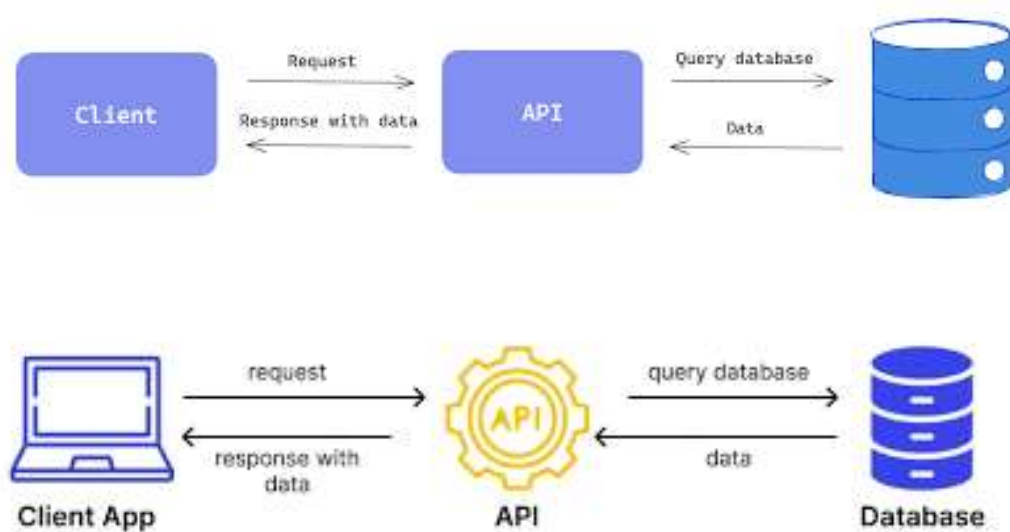 Request
Query database
Client
API
Response with data
Data
request
query database
API
response with
data
data
Client App
API
Database